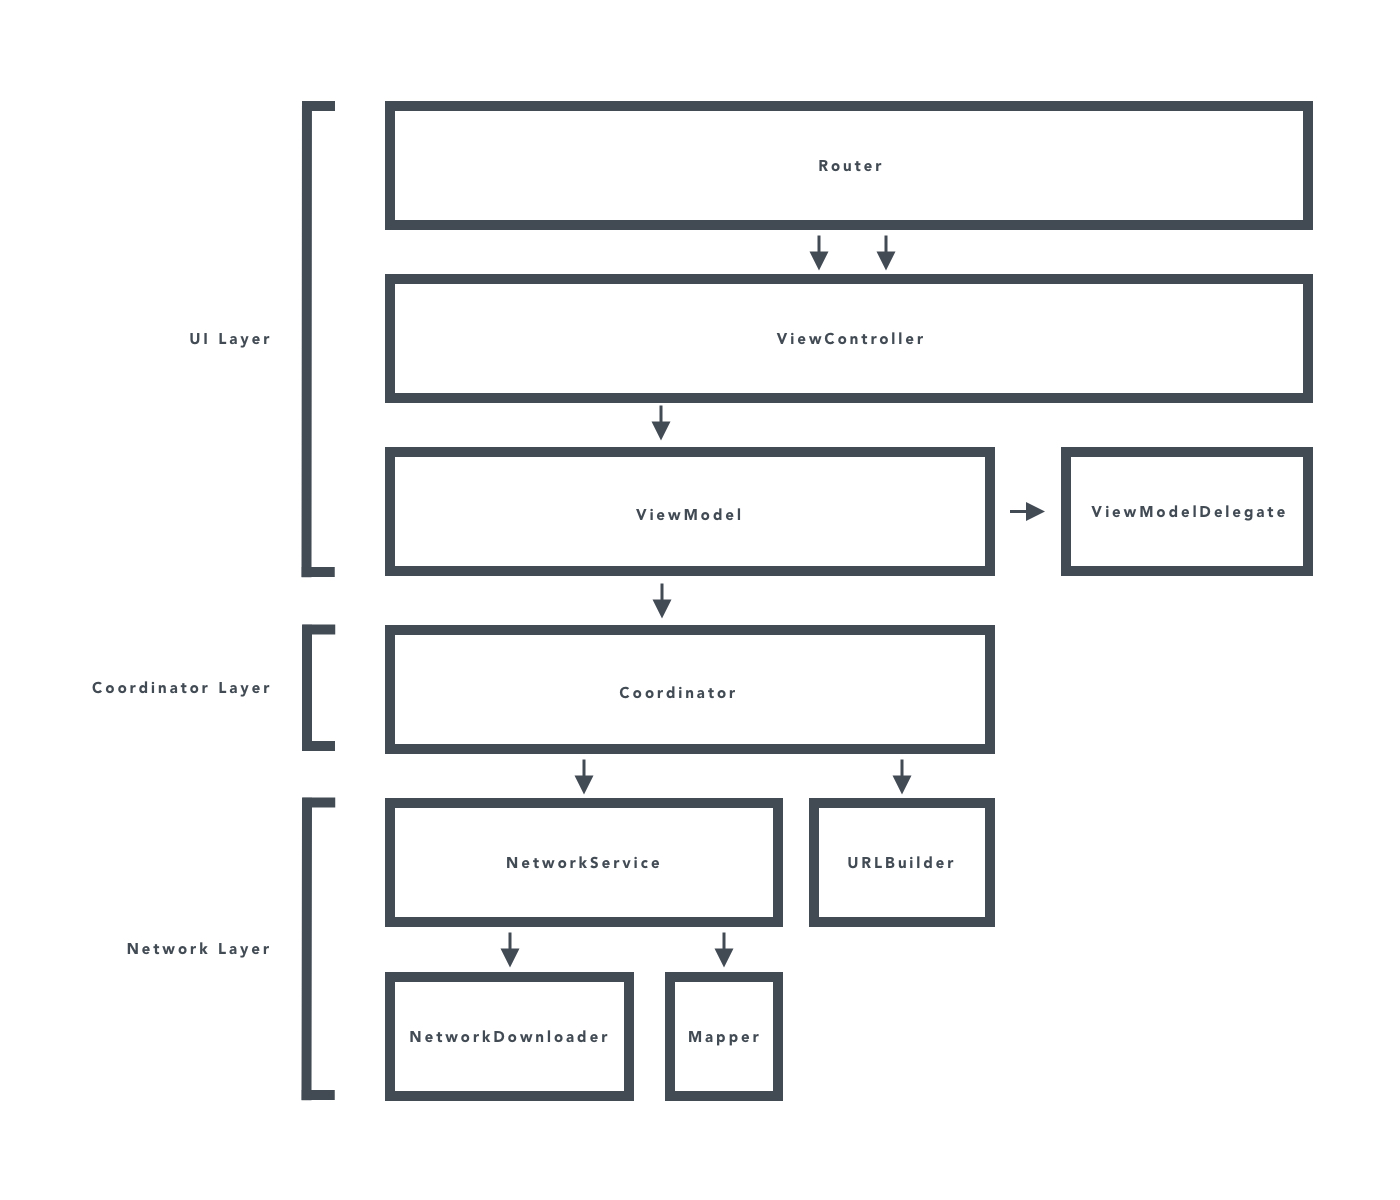 Router
UI Layer
ViewController
ViewModel
ViewModelDelegate
Coordinator Layer
Coordinator
NetworkService
URLBuilder
Network Layer
NetworkDownloader
Mapper